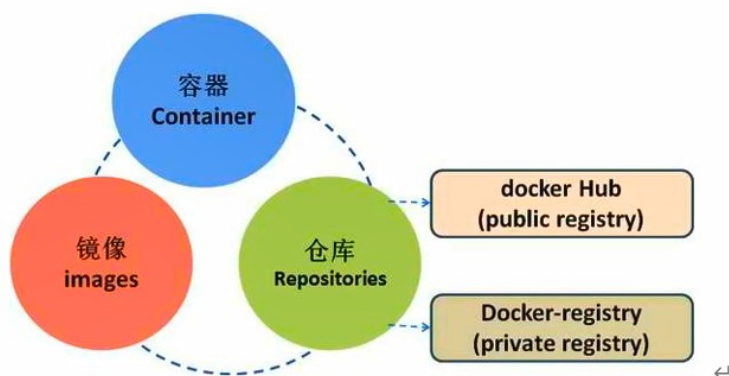 容器
Container
镜像
images
仓库
Repositories
docker Hub
(public registry)
Docker-registry
(private registry)